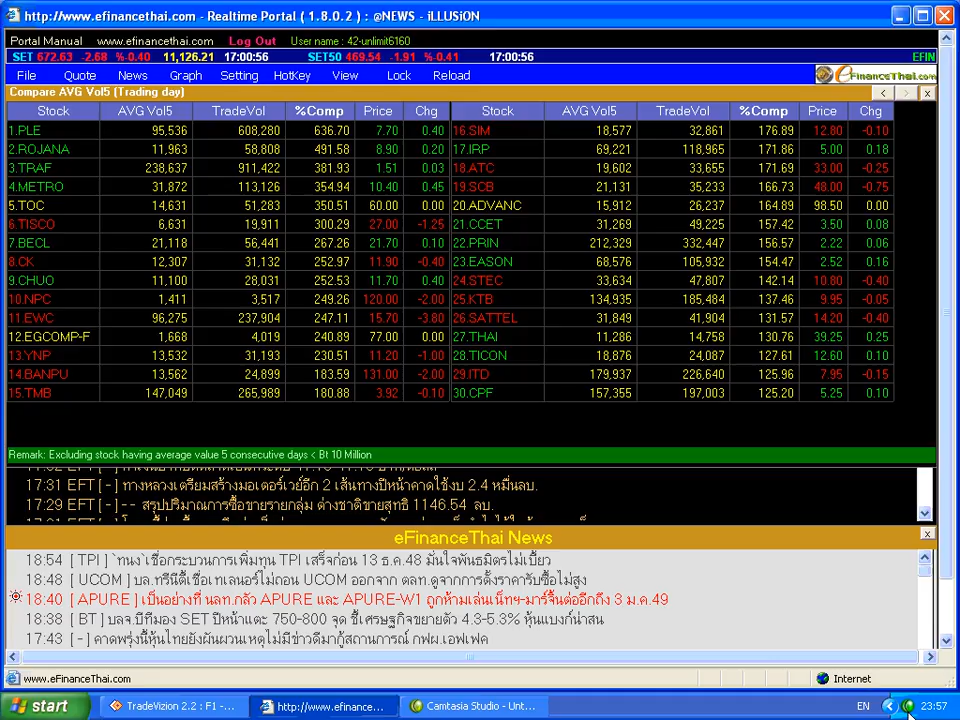 http://www.efinancethai.com - Realtime Portal ( 1.8.0.2 ) : @NEWS - iLLUSiON
Portal Manual www.efinancethai.com Log Out User name : 42-unlimit6160
SET 672.63 -2.68 %-0.40 11,126.21 17:00:56 SET50 469.54 -1.91 %-0.41 17:00:56 EFIN
File Quote News Graph Setting HotKey View Lock Reload eFinanceThai.com
Compare AVG Vol5 (Trading day)
Stock AVG Vol5 TradeVol %Comp Price Chg Stock AVG Vol5 TradeVol %Comp Price Chg
1.PLE 95,536 608,280 636.70 7.70 0.40 16.SIM 18,577 32,861 176.89 12.80 -0.10
2.ROJANA 11,963 58,808 491.58 8.90 0.20 17.IRP 69,221 118,965 171.86 5.00 0.18
3.TRAF 238,637 911,422 381.93 1.51 0.03 18.ATC 19,602 33,655 171.69 33.00 -0.25
4.METRO 31,872 113,126 354.94 10.40 0.45 19.SCB 21,131 35,233 166.73 48.00 -0.75
5.TOC 14,631 51,283 350.51 60.00 0.00 20.ADVANC 15,912 26,237 164.89 98.50 0.00
6.TISCO 6,631 19,911 300.29 27.00 -1.25 21.CCET 31,269 49,225 157.42 3.50 0.08
7.BECL 21,118 56,441 267.26 21.70 0.10 22.PRIN 212,329 332,447 156.57 2.22 0.06
8.CK 12,307 31,132 252.97 11.90 -0.40 23.EASON 68,576 105,932 154.47 2.52 0.16
9.CHUO 11,100 28,031 252.53 11.70 0.40 24.STEC 33,634 47,807 142.14 10.80 -0.40
10.NPC 1,411 3,517 249.26 120.00 -2.00 25.KTB 134,935 185,484 137.46 9.95 -0.05
11.EWC 96,275 237,904 247.11 15.70 -3.80 26.SATTEL 31,849 41,904 131.57 14.20 -0.40
12.EGCOMP-F 1,668 4,019 240.89 77.00 0.00 27.THAI 11,286 14,758 130.76 39.25 0.25
13.YNP 13,532 31,193 230.51 11.20 -1.00 28.TICON 18,876 24,087 127.61 12.60 0.10
14.BANPU 13,562 24,899 183.59 131.00 -2.00 29.ITD 179,937 226,640 125.96 7.95 -0.15
15.TMB 147,049 265,989 180.88 3.92 -0.10 30.CPF 157,355 197,003 125.20 5.25 0.10
Remark: Excluding stock having average value 5 consecutive days < Bt 10 Million
17:31 EFT [ - ] ทางหลวงเตรียมสร้างมอเตอร์เวย์อีก 2 เส้นทางปีหน้าคาดใช้งบ 2.4 หมื่นลบ.
17:29 EFT [ - ] -- สรุปปริมาณการซื้อขายรายกลุ่ม ต่างชาติขายสุทธิ 1146.54 ลบ.
eFinanceThai News
18:54 [ TPI ] `ทนง`เชื่อกระบวนการเพิ่มทุน TPI เสร็จก่อน 13 ธ.ค.48 มั่นใจพันธมิตรไม่เบี้ยว
18:48 [ UCOM ] บล.ทรีนีตี้เชื่อเทเลนอร์ไม่ถอน UCOM ออกจาก ตลท.ดูจากการตั้งราคารับซื้อไม่สูง
18:40 [ APURE ] เป็นอย่างที่ นลท.กลัว APURE และ APURE-W1 ถูกห้ามเล่นเน็ทฯ-มาร์จิ้นต่ออีกถึง 3 ม.ค.49
18:38 [ BT ] บลจ.บีทีมอง SET ปีหน้าแตะ 750-800 จุด ชี้เศรษฐกิจขยายตัว 4.3-5.3% หุ้นแบงก์น่าสน
17:43 [ - ] คาดพรุ่งนี้หุ้นไทยยังผันผวนเหตุไม่มีข่าวดีมากู้สถานการณ์ กฟผ.เอฟเฟค
www.eFinanceThai.com Internet
start TradeVizion 2.2 : F1 -... http://www.efinance... Camtasia Studio - Unt... EN 23:57